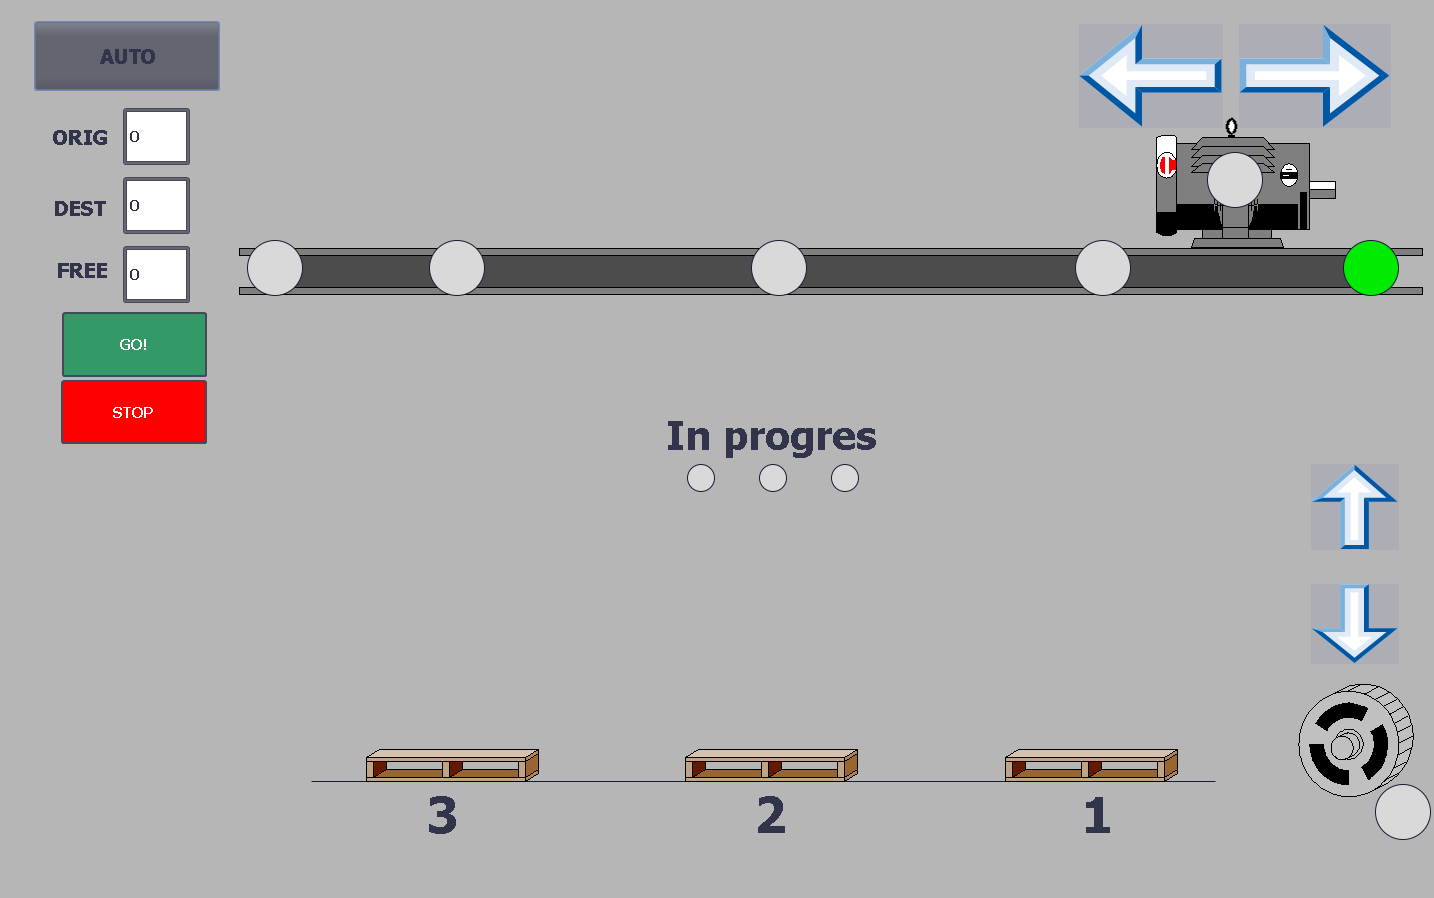 AUTO
ORIG 0
DEST 0
FREE 0
GO!
STOP
In progres
3 2 1